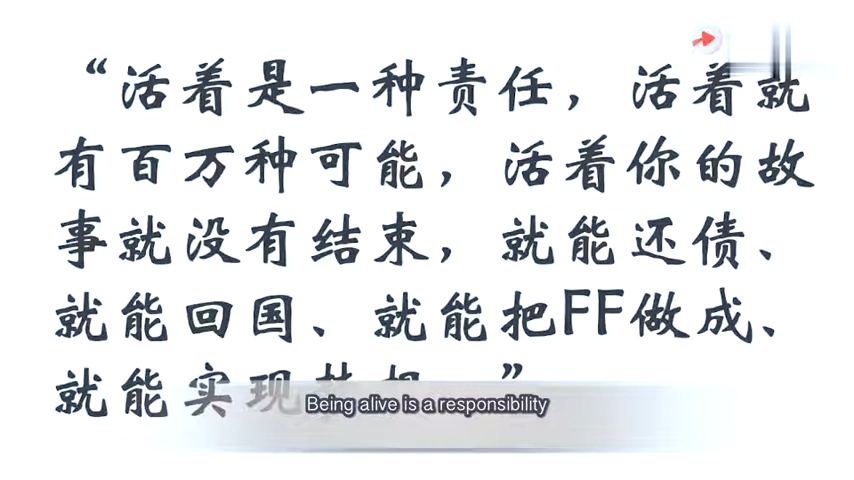 “活着是一种责任，活着就
有百万种可能，活着你的故
事就没有结束，就能还债、
就能回国、就能把FF做成、
就能实现梦想。”
Being alive is a responsibility